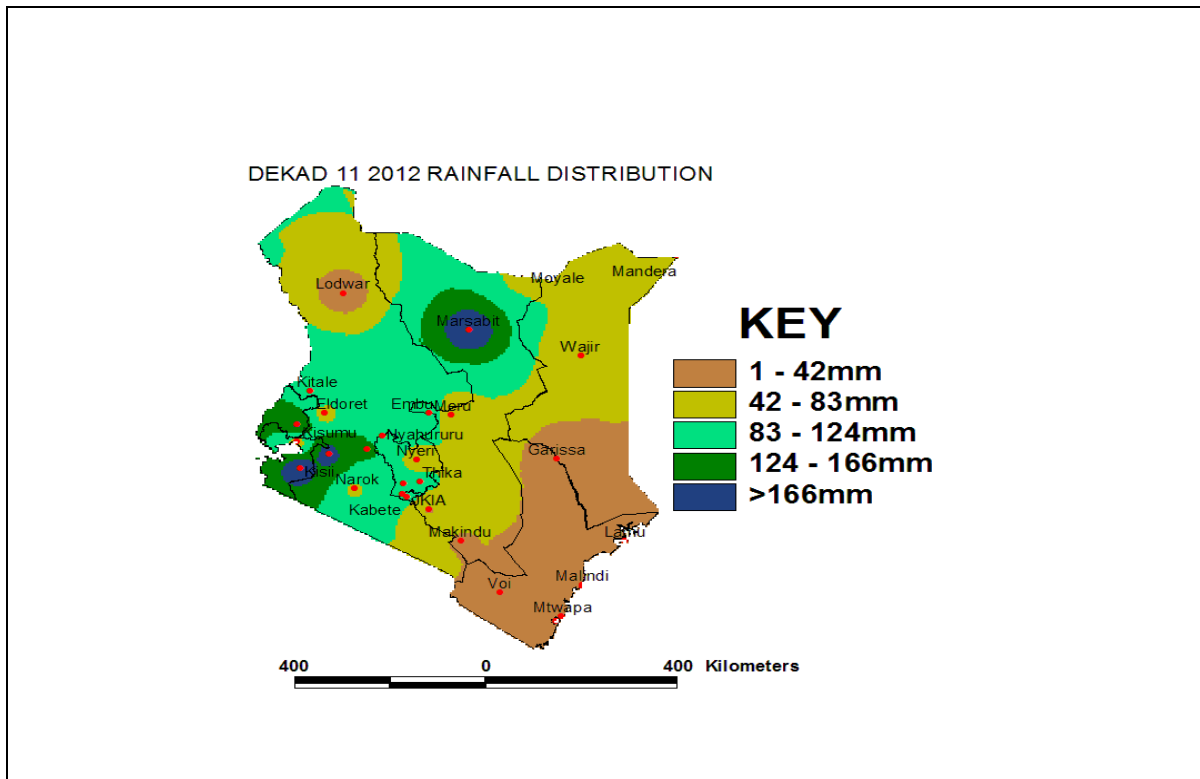 DEKAD 11 2012 RAINFALL DISTRIBUTION
Lodwar
Moyale
Mandera
Marsabit
Wajir
Kitale
Eldoret
Embu
Meru
Kisumu
Nyahururu
Nyeri
Garissa
Kisii
Narok
Thika
Kabete
JKIA
Makindu
Lamu
Voi
Malindi
Mtwapa
KEY
1 - 42mm
42 - 83mm
83 - 124mm
124 - 166mm
>166mm
400 0 400 Kilometers